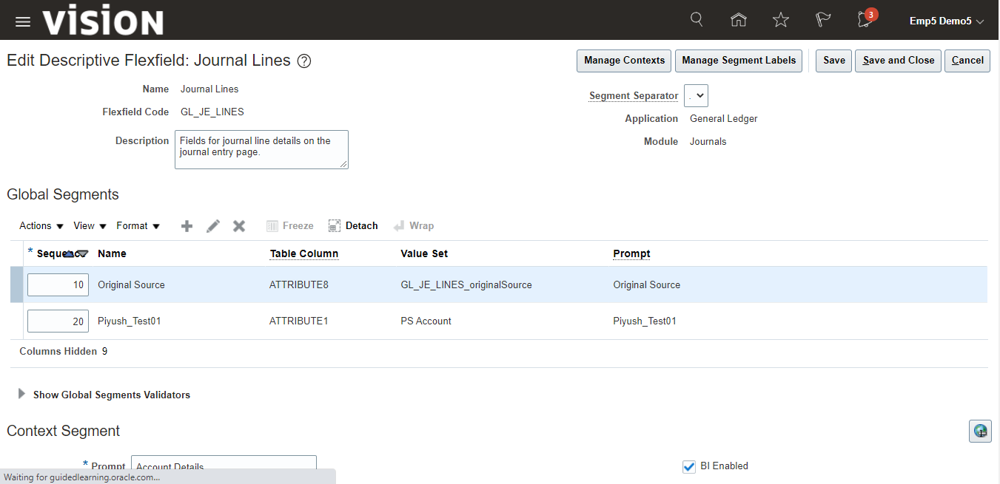 vision
3
Emp5 Demo5
Edit Descriptive Flexfield: Journal Lines ?
Manage Contexts
Manage Segment Labels
Save
Save and Close
Cancel
Name Journal Lines
Flexfield Code GL_JE_LINES
Description Fields for journal line details on the
journal entry page.
Segment Separator .
Application General Ledger
Module Journals
Global Segments
Actions View Format Freeze Detach Wrap
* Sequence Name Table Column Value Set Prompt
10 Original Source ATTRIBUTE8 GL_JE_LINES_originalSource Original Source
20 Piyush_Test01 ATTRIBUTE1 PS Account Piyush_Test01
Columns Hidden 9
Show Global Segments Validators
Context Segment
* Prompt Account Details
BI Enabled
Waiting for guidedlearning.oracle.com...